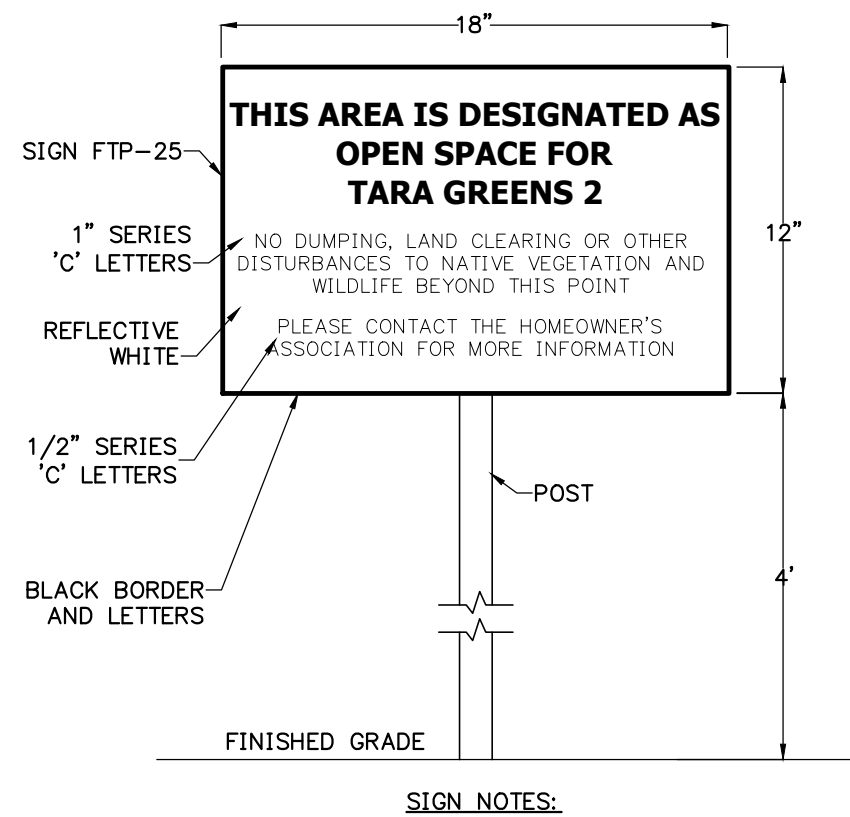 18"
THIS AREA IS DESIGNATED AS
OPEN SPACE FOR
TARA GREENS 2
SIGN FTP-25
1" SERIES
'C' LETTERS
12"
NO DUMPING, LAND CLEARING OR OTHER
DISTURBANCES TO NATIVE VEGETATION AND
WILDLIFE BEYOND THIS POINT
REFLECTIVE
WHITE
PLEASE CONTACT THE HOMEOWNER'S
ASSOCIATION FOR MORE INFORMATION
1/2" SERIES
'C' LETTERS
POST
BLACK BORDER
AND LETTERS
4'
FINISHED GRADE
SIGN NOTES: